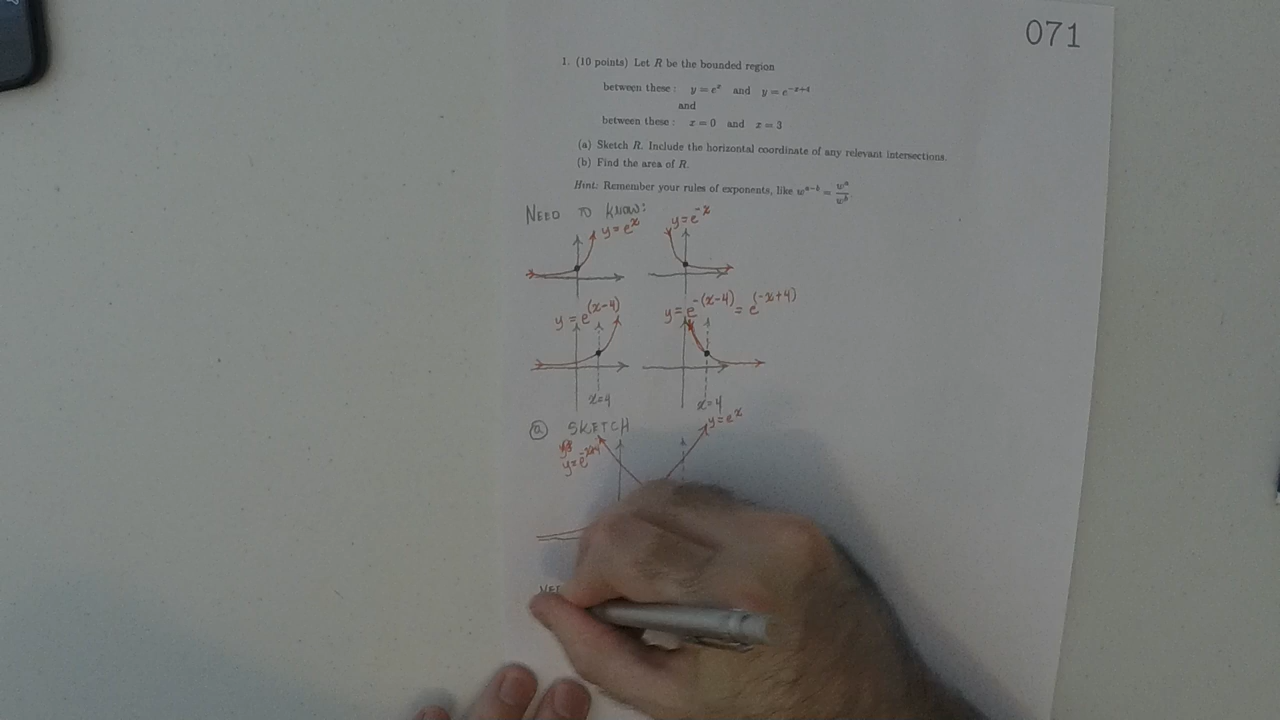 071
1. (10 points) Let R be the bounded region
between these : y = e^x and y = e^{-x+4}
and
between these : x = 0 and x = 3
(a) Sketch R. Include the horizontal coordinate of any relevant intersections.
(b) Find the area of R.
Hint: Remember your rules of exponents, like w^{a-b} = \frac{w^a}{w^b}.
NEED TO KNOW:
y = e^x
y = e^{-x}
y = e^{(x-4)}
y = e^{-(x-4)} = e^{(-x+4)}
x=4
x=4
(a) SKETCH
y = e^x
y = e^{-x+4}